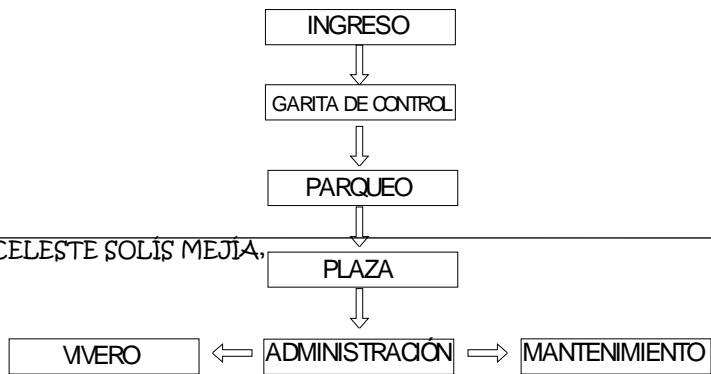 INGRESO
GARITA DE CONTROL
PARQUEO
CELESTE SOLÍS MEJÍA,
PLAZA
VIVERO ADMINISTRACIÓN MANTENIMIENTO